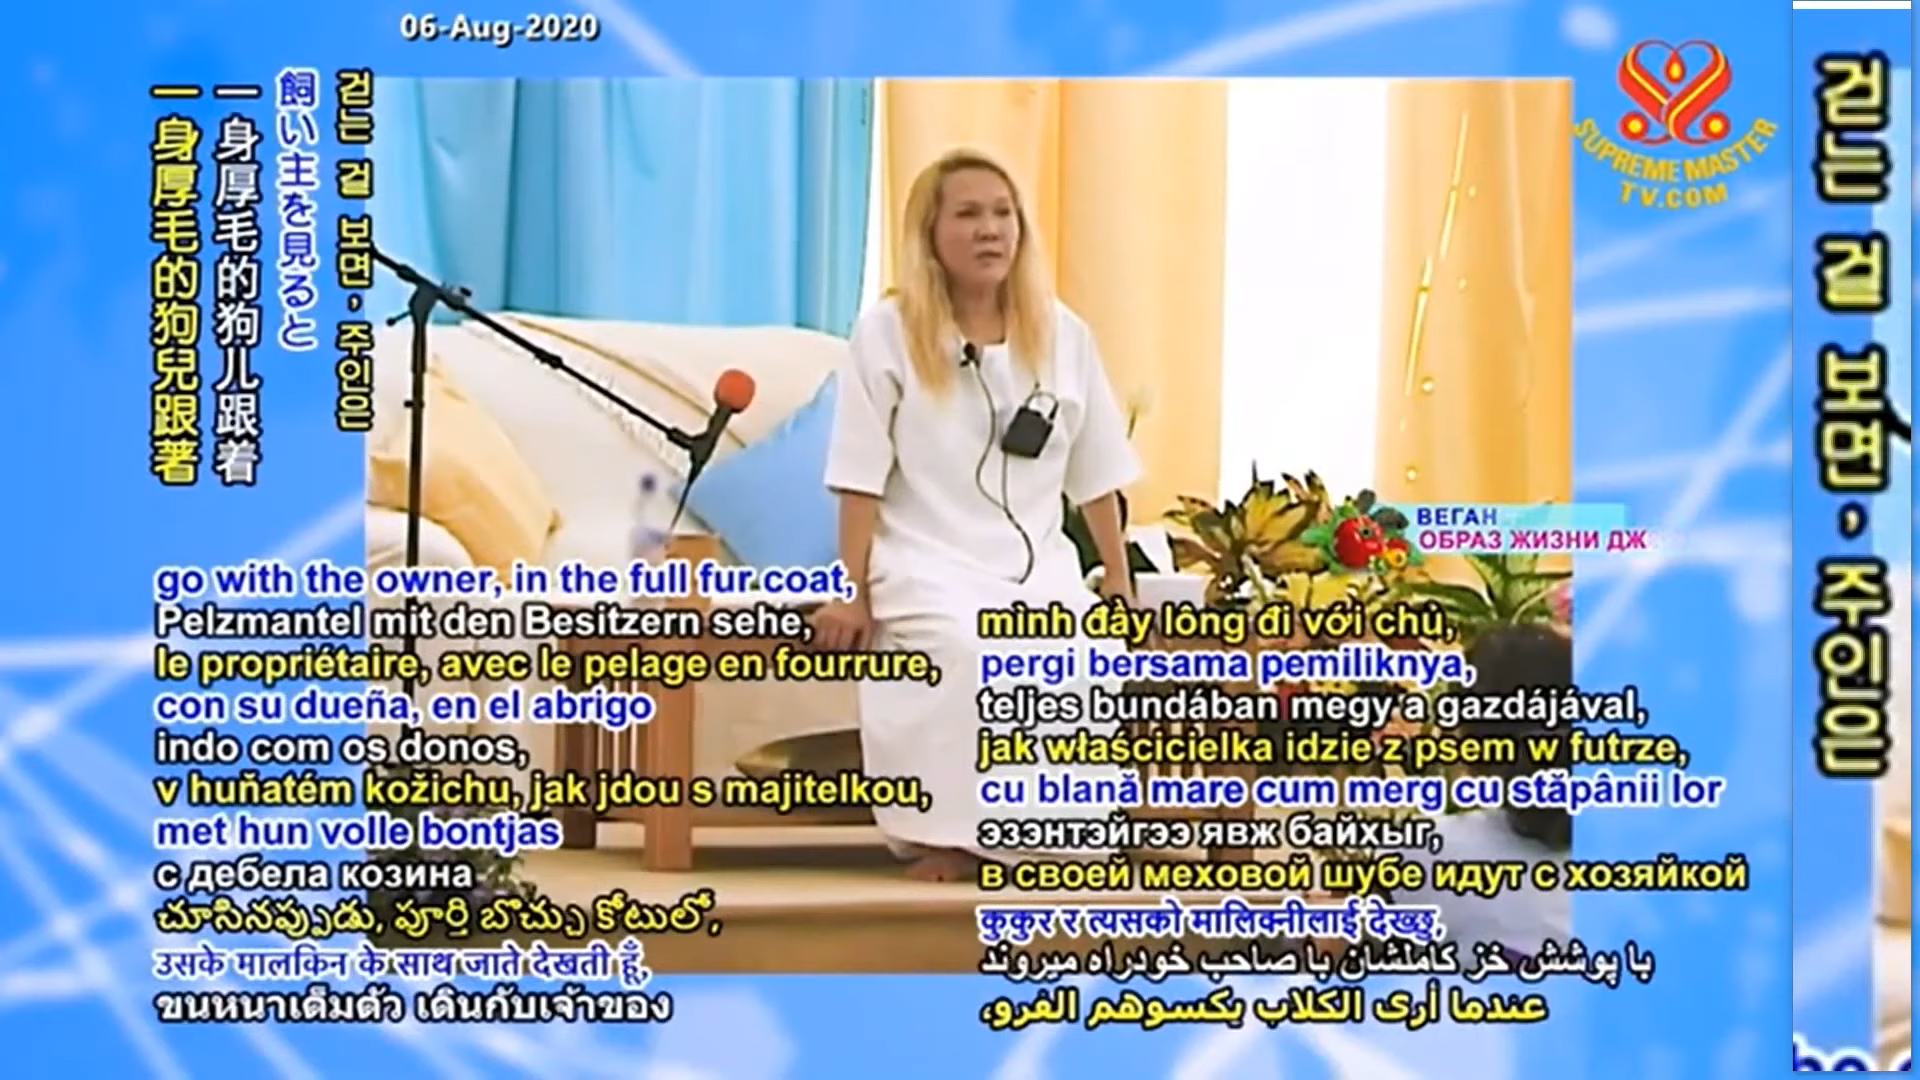 06-Aug-2020
SUPREME MASTER
TV.COM
걷는 걸 보면, 주인은
飼い主を見ると
一身厚毛的狗儿跟着
一身厚毛的狗兒跟著
ВЕГАН
ОБРАЗ ЖИЗНИ ДЖ
go with the owner, in the full fur coat,
Pelzmantel mit den Besitzern sehe,
le propriétaire, avec le pelage en fourrure,
con su dueña, en el abrigo
indo com os donos,
v huňatém kožichu, jak jdou s majitelkou,
met hun volle bontjas
с дебела козина
చూసినప్పుడు, పూర్తి బొచ్చు కోటులో,
उसके मालकिन के साथ जाते देखती हूँ,
ขนหนาเต็มตัว เดินกับเจ้าของ
mình đầy lông đi với chủ,
pergi bersama pemiliknya,
teljes bundában megy a gazdájával,
jak właścicielka idzie z psem w futrze,
cu blană mare cum merg cu stăpânii lor
эзэнтэйгээ явж байхыг,
в своей меховой шубе идут с хозяйкой
कुकुर र त्यसको मालिक्नीलाई देख्छु,
با پوشش خز کاملشان با صاحب خودراه میروند
عندما أرى الكلاب يكسوهم الفرو،
걷는 걸 보면, 주인은